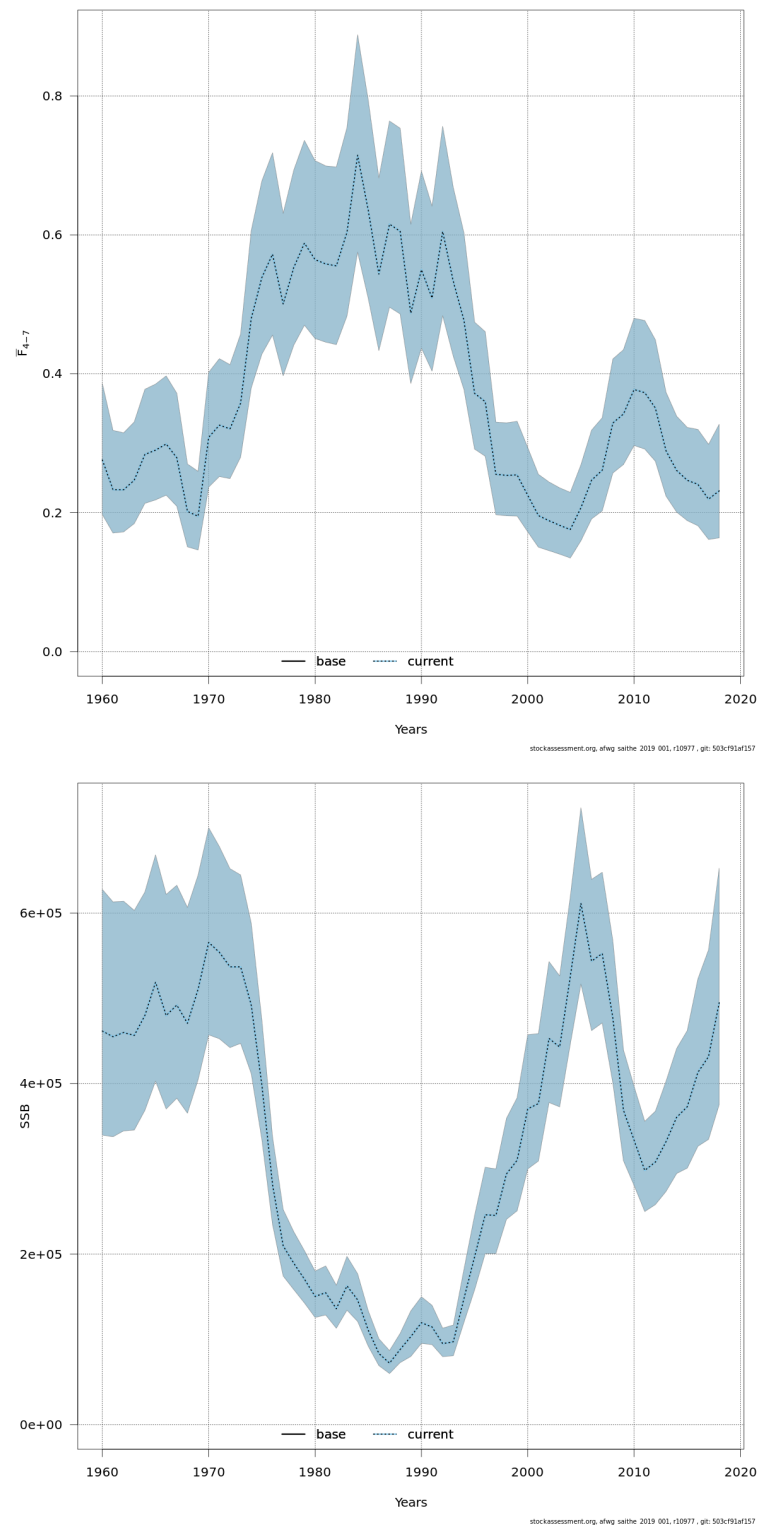 0.8
0.6
0.4
0.2
0.0
F̅4−7
base current
1960 1970 1980 1990 2000 2010 2020
Years
stockassessment.org, afwg_saithe_2019_001, r10977 , git: 503cf91af157
6e+05
4e+05
2e+05
0e+00
SSB
base current
1960 1970 1980 1990 2000 2010 2020
Years
stockassessment.org, afwg_saithe_2019_001, r10977 , git: 503cf91af157